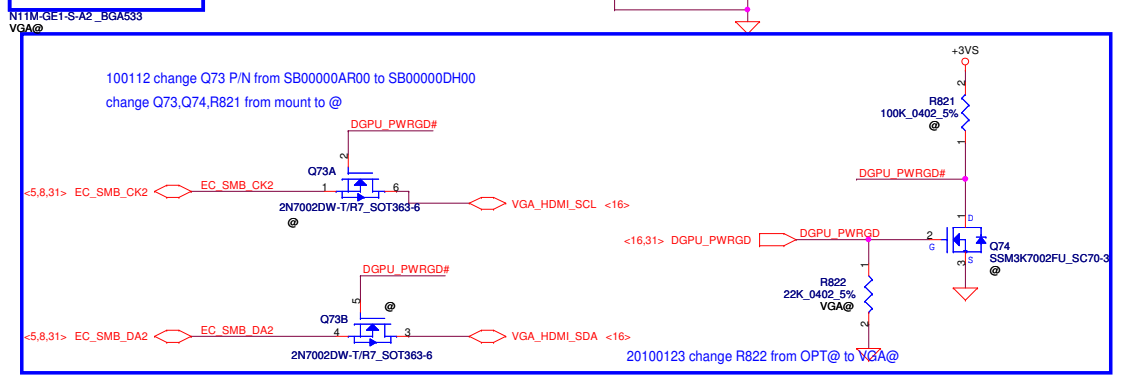 N11M-GE1-S-A2 _BGA533
VGA@
100112 change Q73 P/N from SB00000AR00 to SB00000DH00
change Q73,Q74,R821 from mount to @
+3VS
2
R821
100K_0402_5%
@
1
DGPU_PWRGD#
2
Q73A
<5,8,31> EC_SMB_CK2
EC_SMB_CK2
1
6
2N7002DW-T/R7_SOT363-6
@
VGA_HDMI_SCL <16>
DGPU_PWRGD#
1
D
<16,31> DGPU_PWRGD
DGPU_PWRGD
2
G
Q74
SSM3K7002FU_SC70-3
@
3
S
DGPU_PWRGD#
5
@
Q73B
<5,8,31> EC_SMB_DA2
EC_SMB_DA2
4
3
2N7002DW-T/R7_SOT363-6
VGA_HDMI_SDA <16>
1
R822
22K_0402_5%
VGA@
2
20100123 change R822 from OPT@ to VGA@